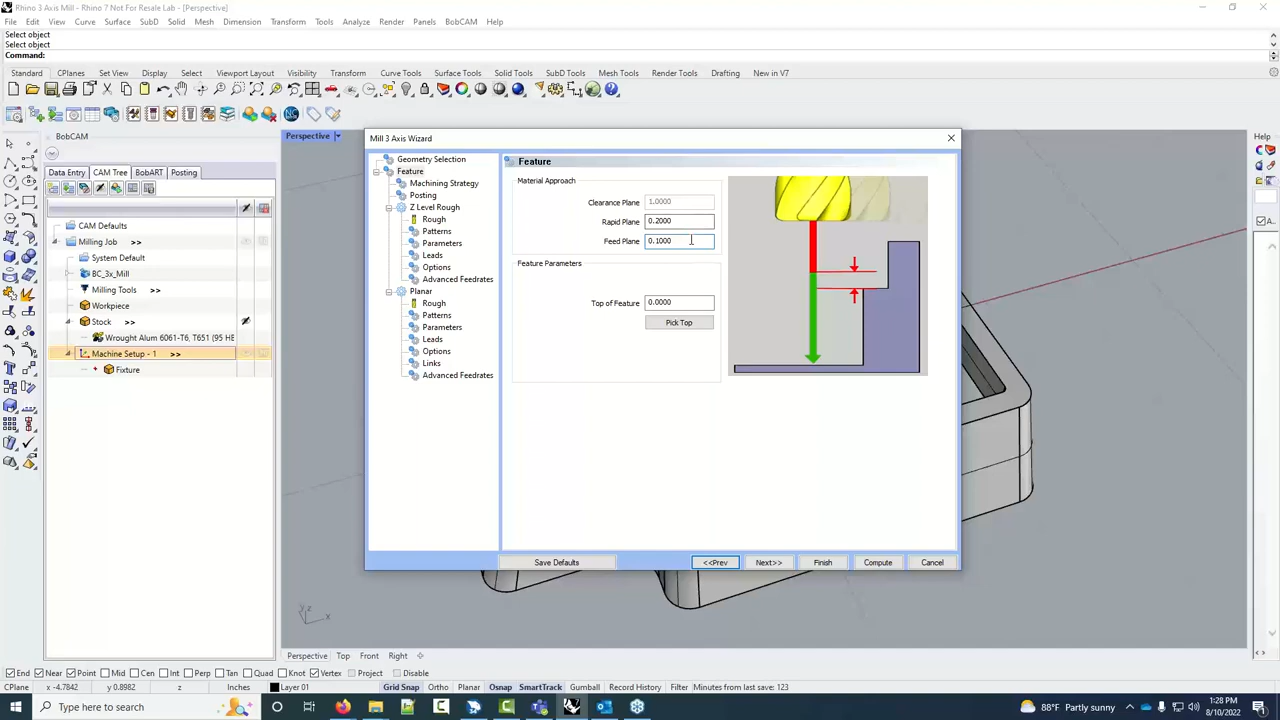 Rhino 3 Axis Mill - Rhino 7 Not For Resale Lab - [Perspective]
File Edit View Curve Surface SubD Solid Mesh Dimension Transform Tools Analyze Render Panels BobCAM Help
Select object
Select object
Command:
Standard CPlanes Set View Display Select Viewport Layout Visibility Transform Curve Tools Surface Tools Solid Tools SubD Tools Mesh Tools Render Tools Drafting New in V7
BobCAM
Perspective
Data Entry CAM Tree BobART Posting
CAM Defaults
Milling Job >>
System Default
BC_3x_Mill
Milling Tools >>
Workpiece
Stock >>
Wrought Alum 6061-T6, T651 (95 HE
Machine Setup - 1 >>
Fixture
Mill 3 Axis Wizard
Geometry Selection
Feature
Machining Strategy
Posting
Z Level Rough
Rough
Patterns
Parameters
Leads
Options
Advanced Feedrates
Planar
Rough
Patterns
Parameters
Leads
Options
Links
Advanced Feedrates
Feature
Material Approach
Clearance Plane 1.0000
Rapid Plane 0.2000
Feed Plane 0.1000
Feature Parameters
Top of Feature 0.0000
Pick Top
Save Defaults <<Prev Next>> Finish Compute Cancel
Help
z
y
x
Perspective Top Front Right
End Near Point Mid Cen Int Perp Tan Quad Knot Vertex Project Disable
CPlane x -4.7842 y 0.8982 z Inches Layer 01 Grid Snap Ortho Planar Osnap SmartTrack Gumball Record History Filter Minutes from last save: 123
Type here to search
88°F Partly sunny
1:28 PM
8/10/2022